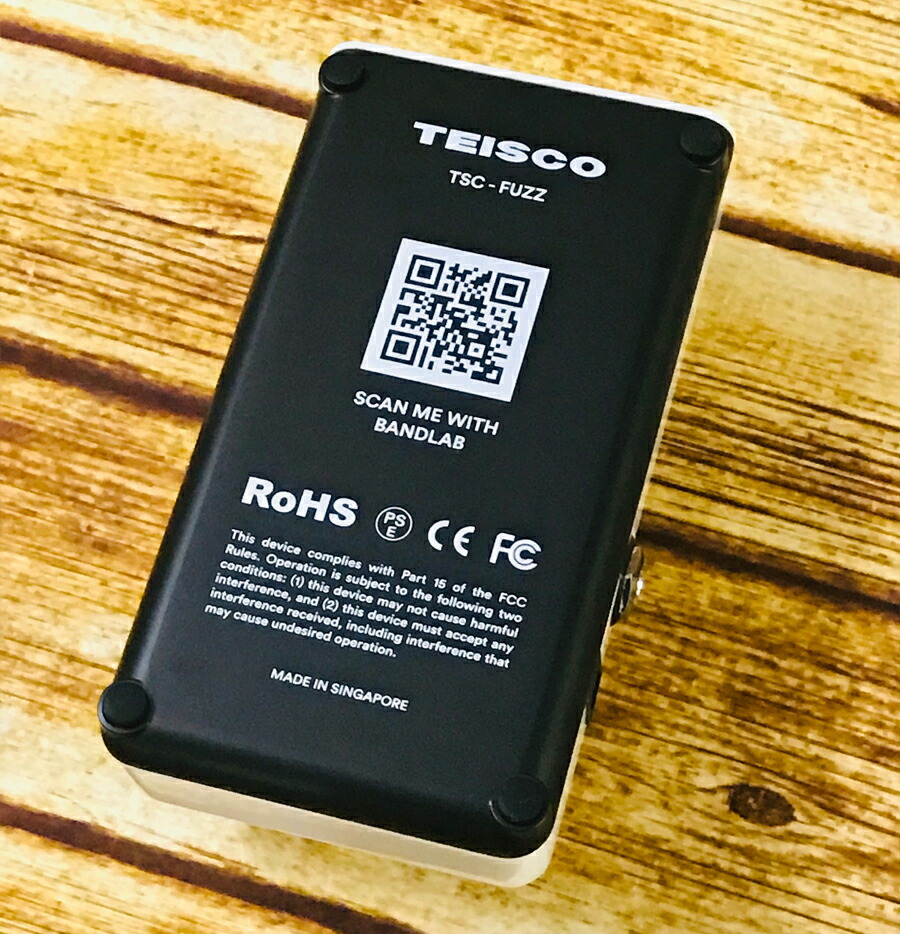 TEISCO
TSC - FUZZ
SCAN ME WITH
BANDLAB
RoHS PS E CE FC
This device complies with Part 15 of the FCC
Rules. Operation is subject to the following two
conditions: (1) this device may not cause harmful
interference, and (2) this device must accept any
interference received, including interference that
may cause undesired operation.
MADE IN SINGAPORE